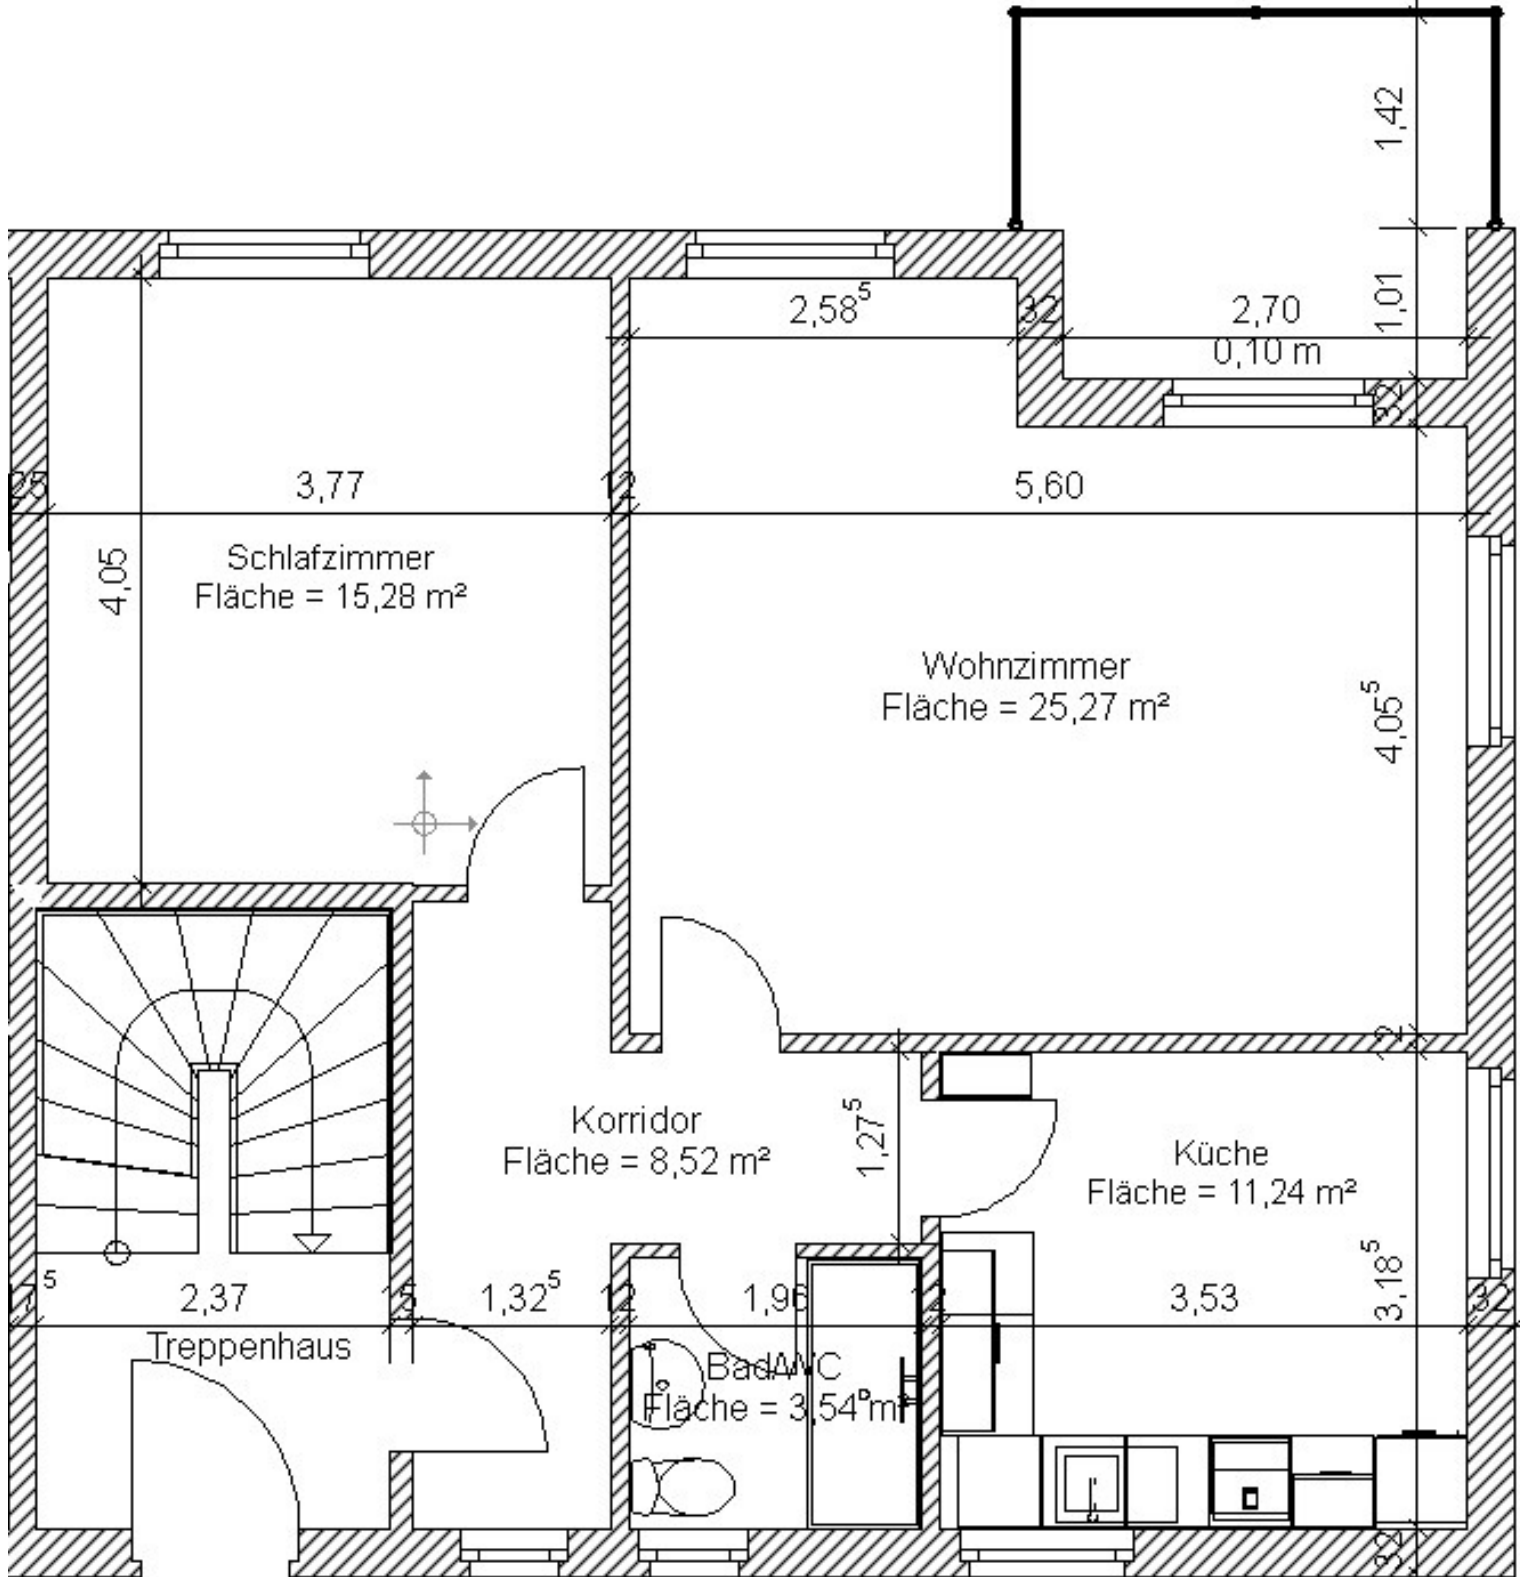 1,42
1,01
2,58⁵
32
2,70
0,10 m
32
25
3,77
12
5,60
4,05
Schlafzimmer
Fläche = 15,28 m²
Wohnzimmer
Fläche = 25,27 m²
4,05⁵
12
Korridor
Fläche = 8,52 m²
1,27⁵
Küche
Fläche = 11,24 m²
3,18⁵
2,37
15
1,32⁵
12
1,96
12
3,53
32
Treppenhaus
Bad/WC
Fläche = 3,54 m²
32